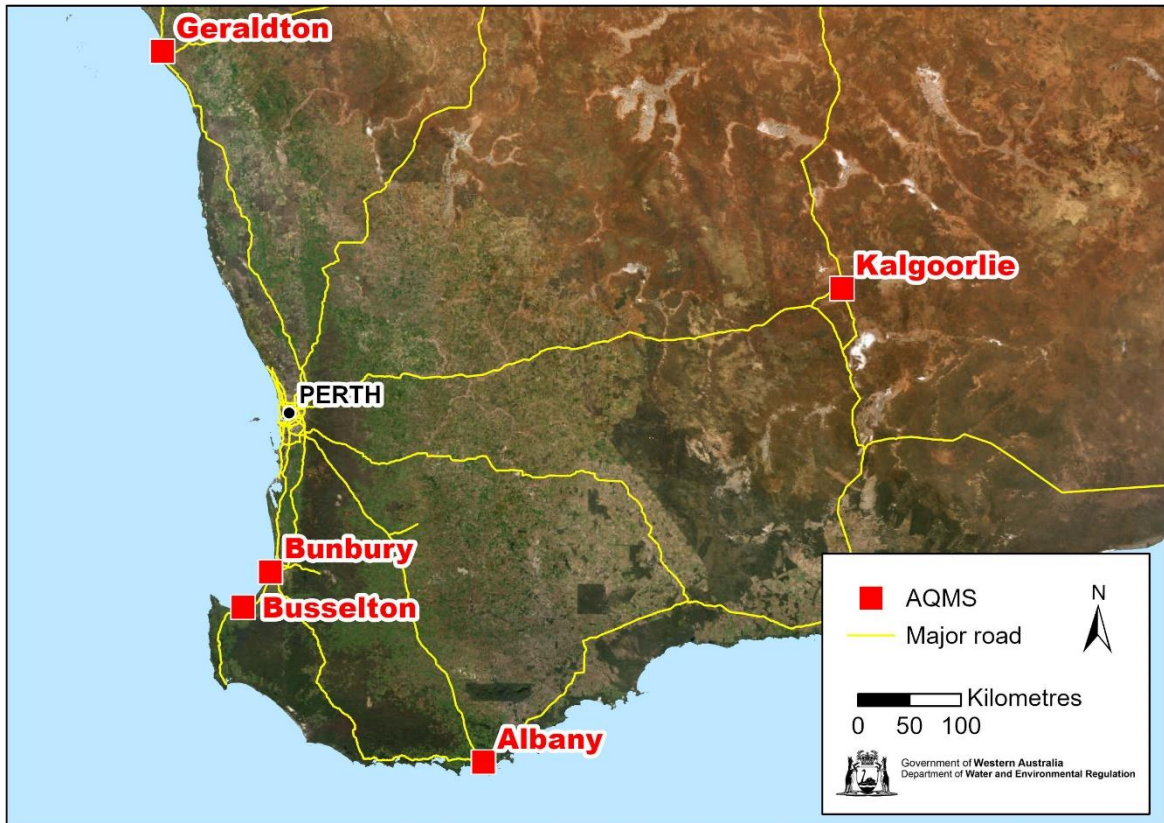 Geraldton
Kalgoorlie
PERTH
Bunbury
Busselton
Albany
AQMS
N
Major road
Kilometres
0 50 100
Government of Western Australia
Department of Water and Environmental Regulation